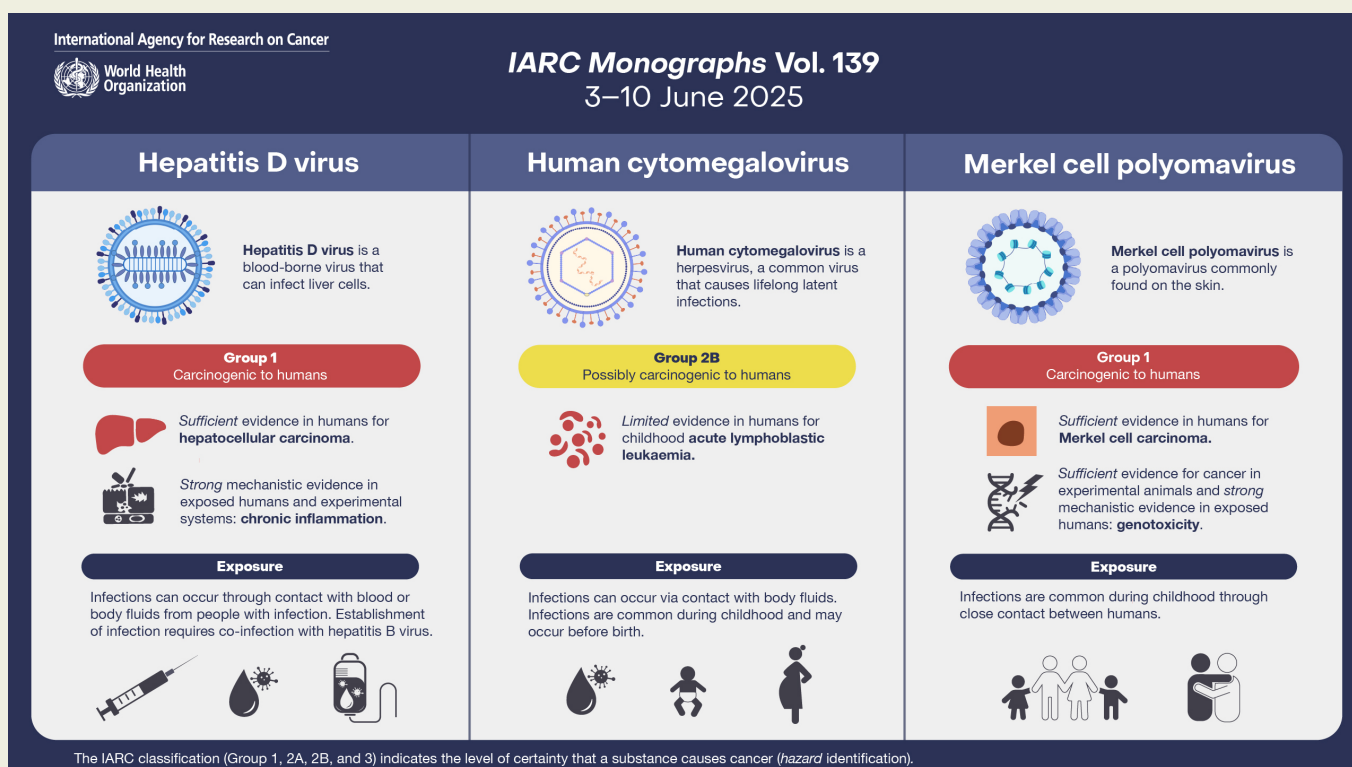 International Agency for Research on Cancer
World Health
Organization
IARC Monographs Vol. 139
3–10 June 2025
Hepatitis D virus
Hepatitis D virus is a
blood-borne virus that
can infect liver cells.
Group 1
Carcinogenic to humans
Sufficient evidence in humans for
hepatocellular carcinoma.
Strong mechanistic evidence in
exposed humans and experimental
systems: chronic inflammation.
Exposure
Infections can occur through contact with blood or
body fluids from people with infection. Establishment
of infection requires co-infection with hepatitis B virus.
Human cytomegalovirus
Human cytomegalovirus is a
herpesvirus, a common virus
that causes lifelong latent
infections.
Group 2B
Possibly carcinogenic to humans
Limited evidence in humans for
childhood acute lymphoblastic
leukaemia.
Exposure
Infections can occur via contact with body fluids.
Infections are common during childhood and may
occur before birth.
Merkel cell polyomavirus
Merkel cell polyomavirus is
a polyomavirus commonly
found on the skin.
Group 1
Carcinogenic to humans
Sufficient evidence in humans for
Merkel cell carcinoma.
Sufficient evidence for cancer in
experimental animals and strong
mechanistic evidence in exposed
humans: genotoxicity.
Exposure
Infections are common during childhood through
close contact between humans.
The IARC classification (Group 1, 2A, 2B, and 3) indicates the level of certainty that a substance causes cancer (hazard identification).